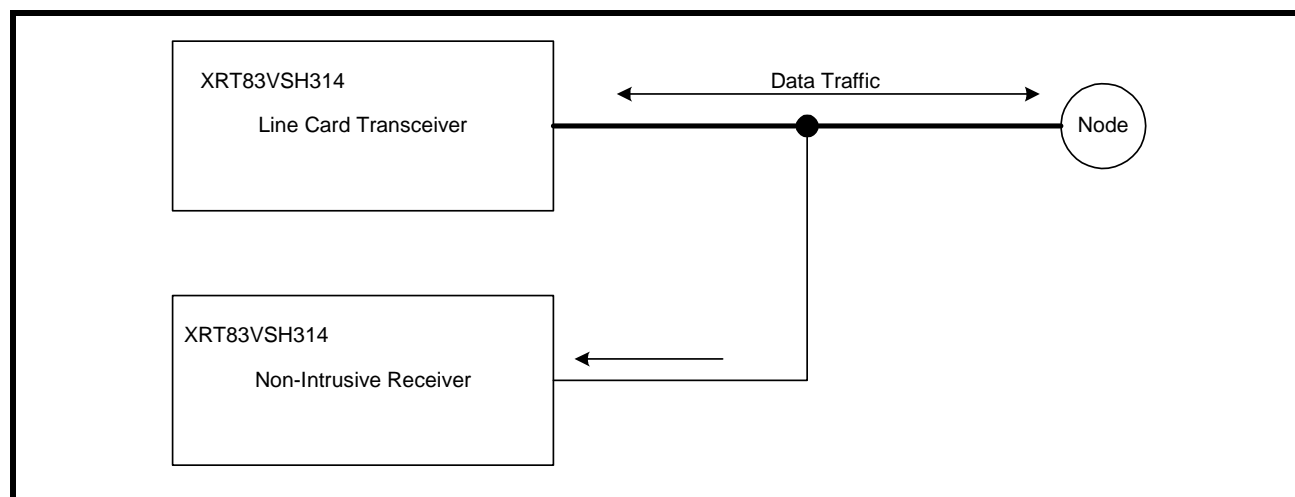 XRT83VSH314
Line Card Transceiver
Data Traffic
Node
XRT83VSH314
Non-Intrusive Receiver